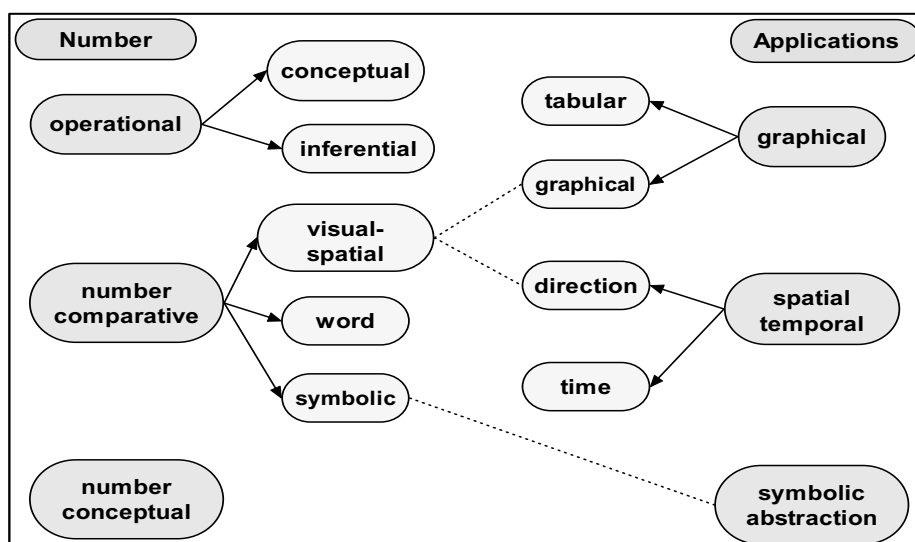 Number
Applications
conceptual
operational
inferential
tabular
graphical
graphical
visual-
spatial
number
comparative
word
symbolic
direction
spatial
temporal
time
number
conceptual
symbolic
abstraction